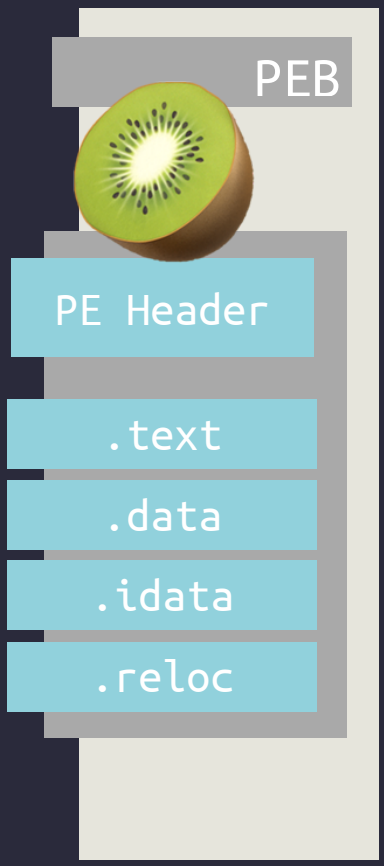 PEB
PE Header
.text
.data
.idata
.reloc